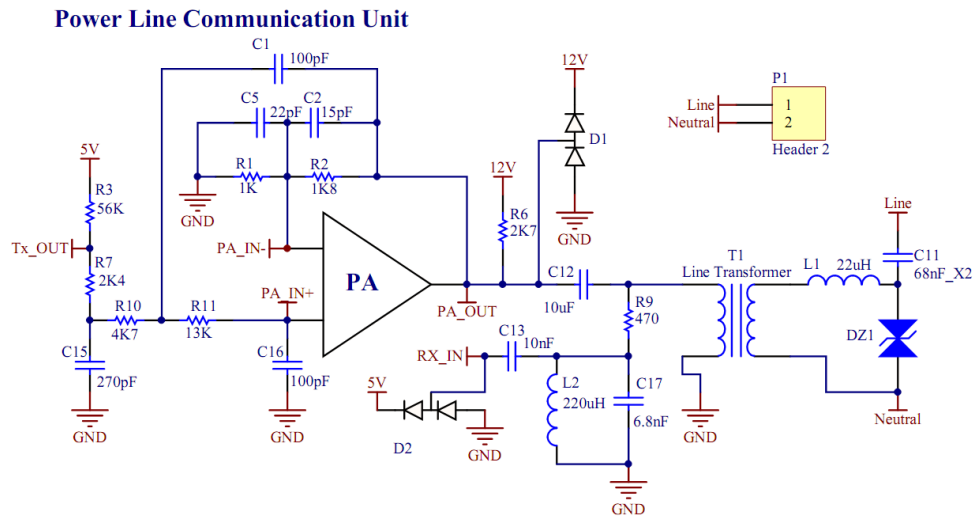 Power Line Communication Unit
C1
100pF
C5
22pF
C2
15pF
R1
1K
R2
1K8
GND
5V
R3
56K
Tx_OUT
R7
2K4
R10
4K7
R11
13K
C15
270pF
GND
PA_IN-
PA_IN+
PA
C16
100pF
GND
PA_OUT
12V
R6
2K7
12V
D1
GND
C12
10uF
R9
470
RX_IN
C13
10nF
5V
D2
GND
L2
220uH
C17
6.8nF
GND
P1
Line
1
Neutral
2
Header 2
T1
Line Transformer
GND
L1
22uH
Line
C11
68nF_X2
DZ1
Neutral